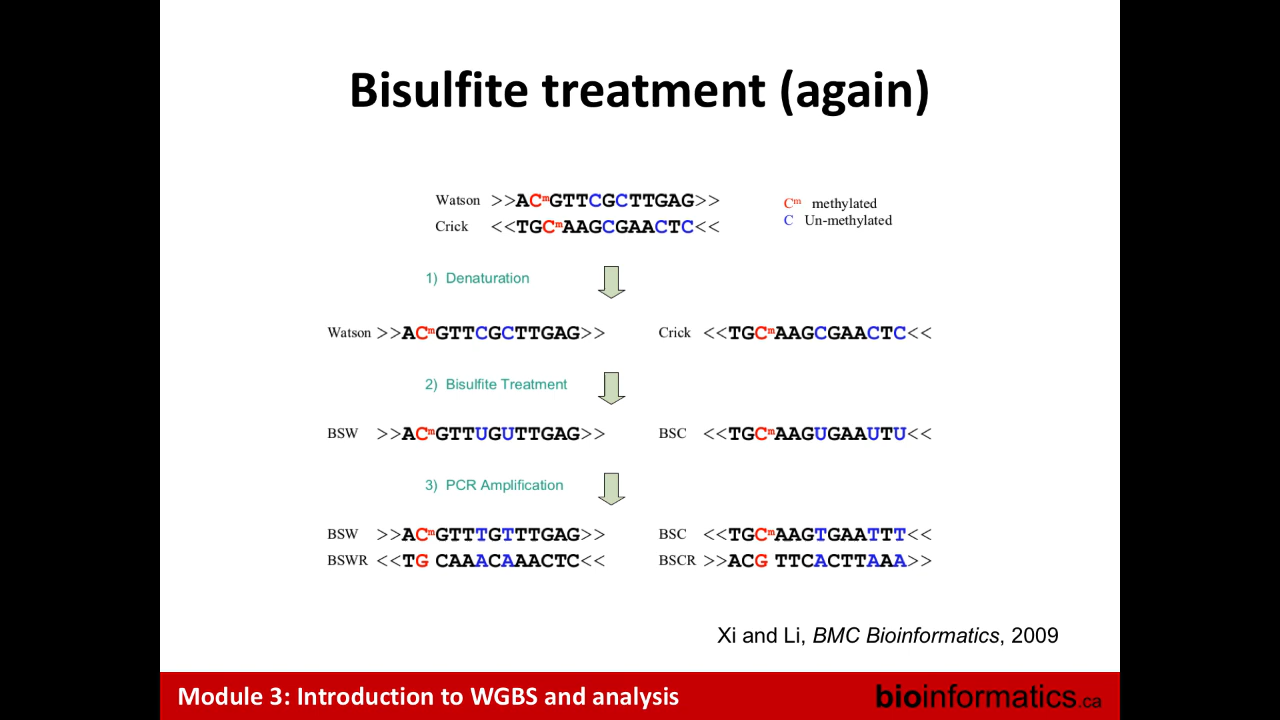 Bisulfite treatment (again)
Watson >>ACᵐGTTCGCTTGAG>>
Crick <<TGCᵐAAGCGAACTC<<
Cᵐ methylated
C Un-methylated
1) Denaturation
Watson >>ACᵐGTTCGCTTGAG>> Crick <<TGCᵐAAGCGAACTC<<
2) Bisulfite Treatment
BSW >>ACᵐGTTUGUTTGAG>> BSC <<TGCᵐAAGUGAAUTU<<
3) PCR Amplification
BSW >>ACᵐGTTTGTTTGAG>> BSC <<TGCᵐAAGTGAATTT<<
BSWR <<TG CAAACAAACTC<< BSCR >>ACG TTCACTTAAA>>
Xi and Li, BMC Bioinformatics, 2009
Module 3: Introduction to WGBS and analysis bioinformatics.ca